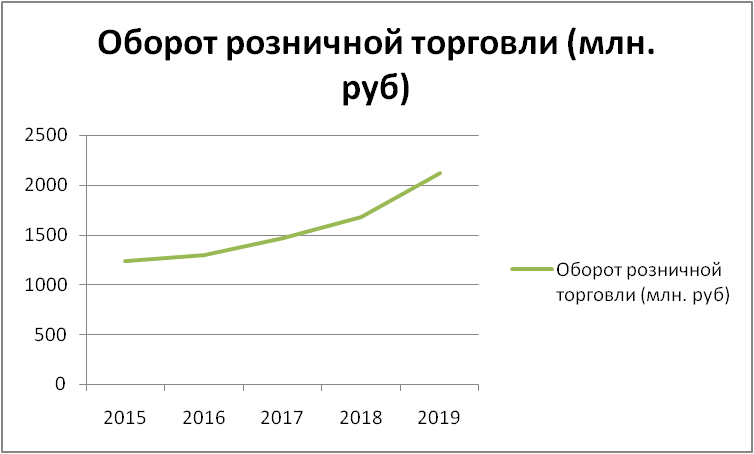 Оборот розничной торговли (млн.
руб)
2500
2000
1500
1000
500
0
2015 2016 2017 2018 2019
Оборот розничной
торговли (млн. руб)